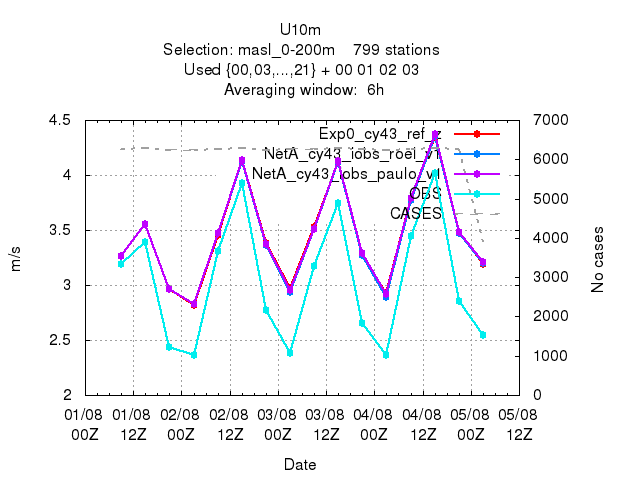 U10m
Selection: masl_0-200m 799 stations
Used {00,03,...,21} + 00 01 02 03
Averaging window: 6h
4.5
4
3.5
3
2.5
2
m/s
7000
6000
5000
4000
3000
2000
1000
0
No cases
Exp0_cy43_ref_z
NetA_cy43_iobs_roel_v1
NetA_cy43_iobs_paulo_v1
OBS
CASES
01/08 01/08 02/08 02/08 03/08 03/08 04/08 04/08 05/08 05/08
00Z 12Z 00Z 12Z 00Z 12Z 00Z 12Z 00Z 12Z
Date